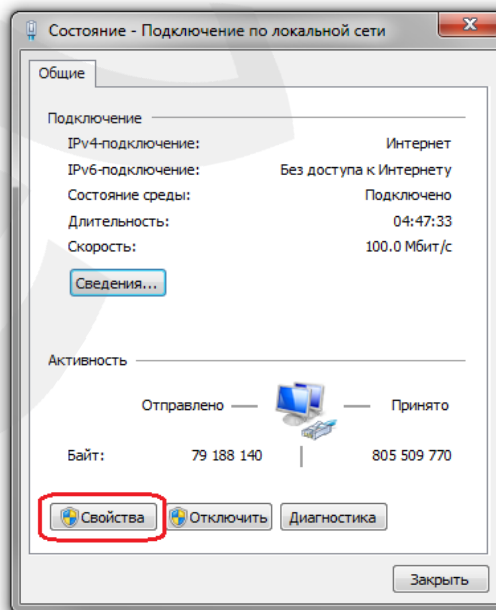 Состояние - Подключение по локальной сети
Общие
Подключение
IPv4-подключение: Интернет
IPv6-подключение: Без доступа к Интернету
Состояние среды: Подключено
Длительность: 04:47:33
Скорость: 100.0 Мбит/с
Сведения...
Активность
Отправлено — — Принято
Байт: 79 188 140 805 509 770
Свойства Отключить Диагностика
Закрыть